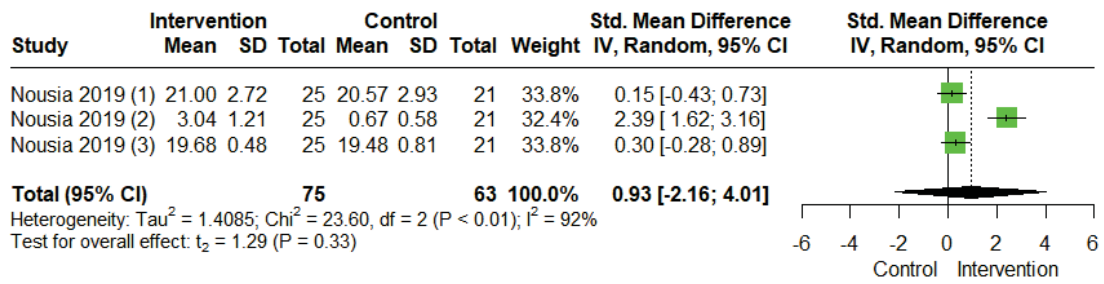 Intervention Control Std. Mean Difference Std. Mean Difference
Study Mean SD Total Mean SD Total Weight IV, Random, 95% CI IV, Random, 95% CI
Nousia 2019 (1) 21.00 2.72 25 20.57 2.93 21 33.8% 0.15 [-0.43; 0.73]
Nousia 2019 (2) 3.04 1.21 25 0.67 0.58 21 32.4% 2.39 [ 1.62; 3.16]
Nousia 2019 (3) 19.68 0.48 25 19.48 0.81 21 33.8% 0.30 [-0.28; 0.89]
Total (95% CI) 75 63 100.0% 0.93 [-2.16; 4.01]
Heterogeneity: Tau² = 1.4085; Chi² = 23.60, df = 2 (P < 0.01); I² = 92%
Test for overall effect: t₂ = 1.29 (P = 0.33)
-6 -4 -2 0 2 4 6
Control Intervention